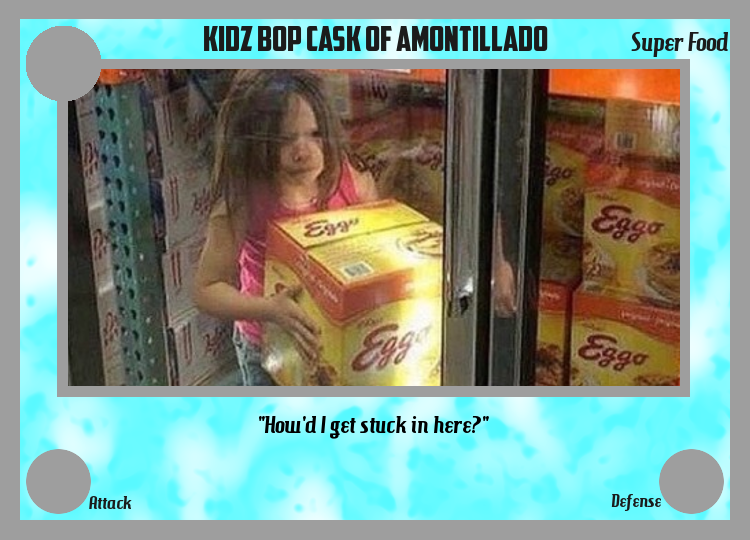 KIDZ BOP CASK OF AMONTILLADO
Super Food
Eggo
Eggo
Eggo
Eggo
"How'd I get stuck in here?"
Attack
Defense